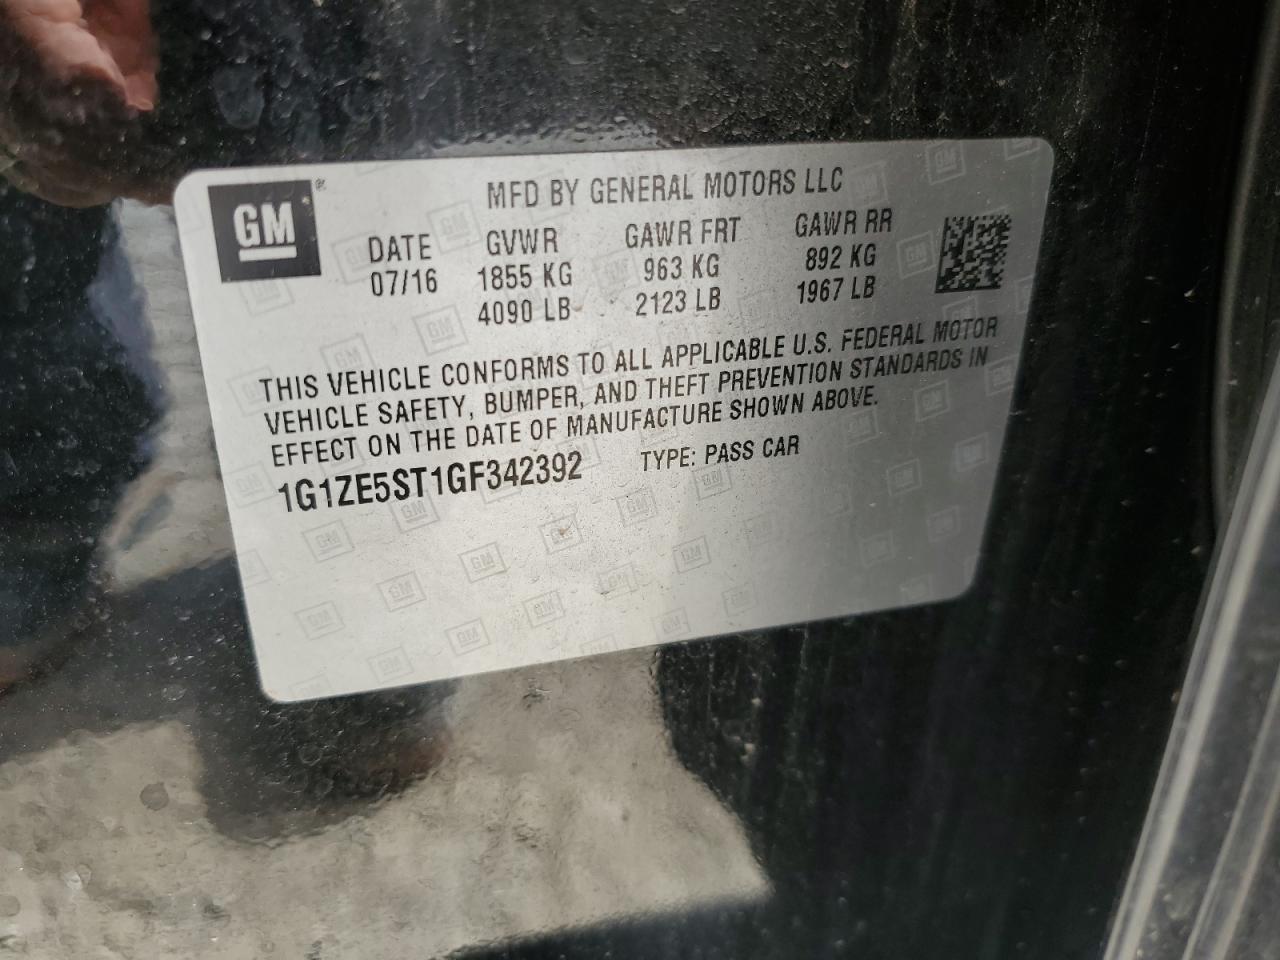 GM®
MFD BY GENERAL MOTORS LLC
DATE GVWR GAWR FRT GAWR RR
07/16 1855 KG 963 KG 892 KG
4090 LB 2123 LB 1967 LB
THIS VEHICLE CONFORMS TO ALL APPLICABLE U.S. FEDERAL MOTOR
VEHICLE SAFETY, BUMPER, AND THEFT PREVENTION STANDARDS IN
EFFECT ON THE DATE OF MANUFACTURE SHOWN ABOVE.
1G1ZE5ST1GF342392 TYPE: PASS CAR